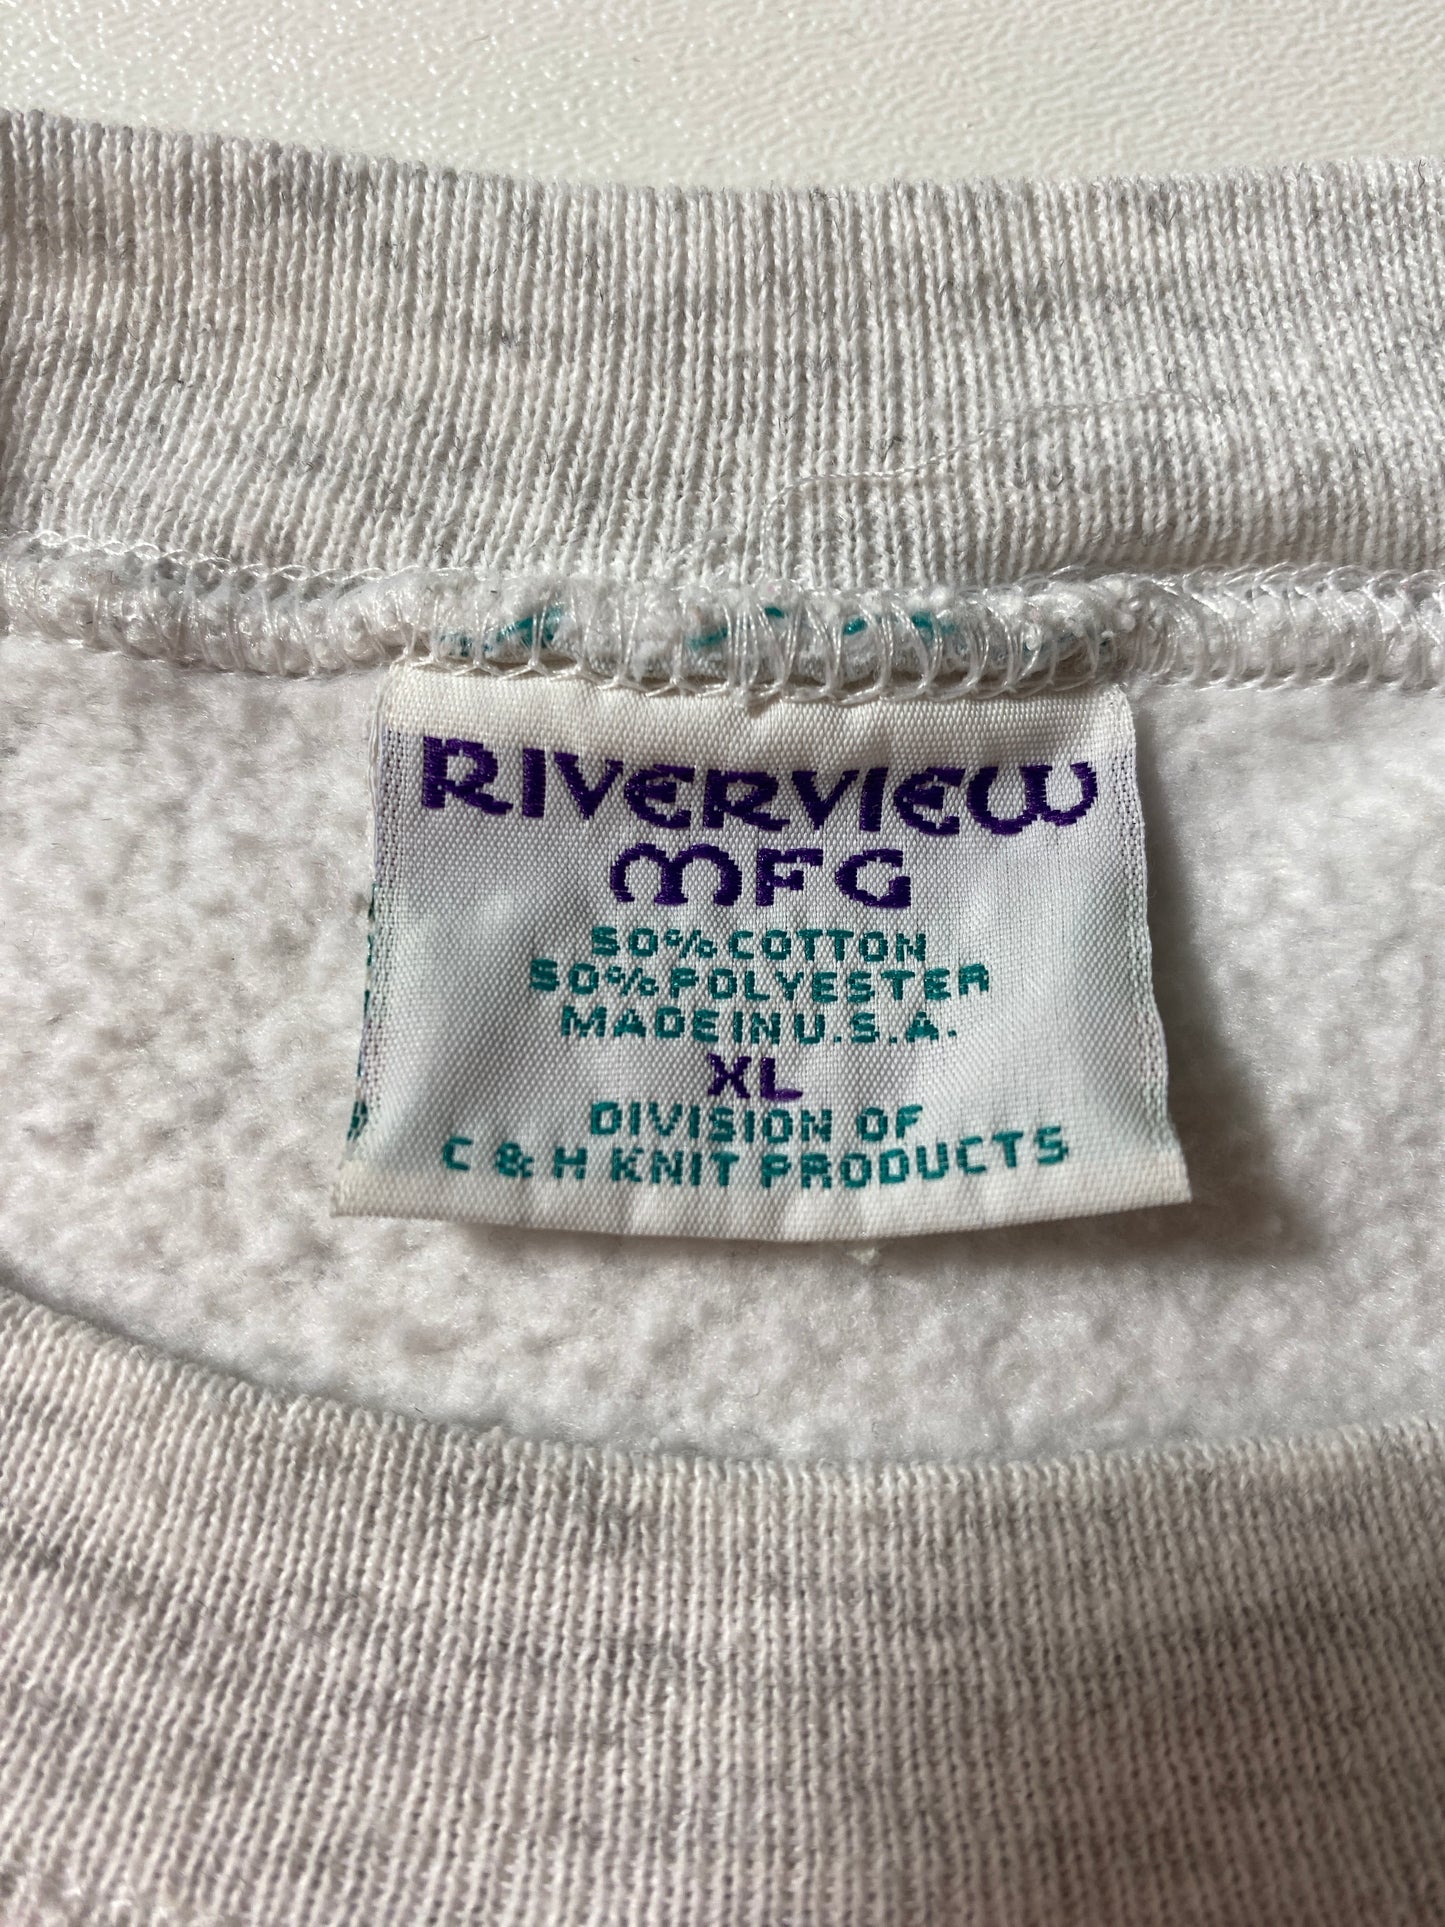 RIVERVIEW
MFG
50% COTTON
50% POLYESTER
MADE IN U.S.A.
XL
DIVISION OF
C & H KNIT PRODUCTS